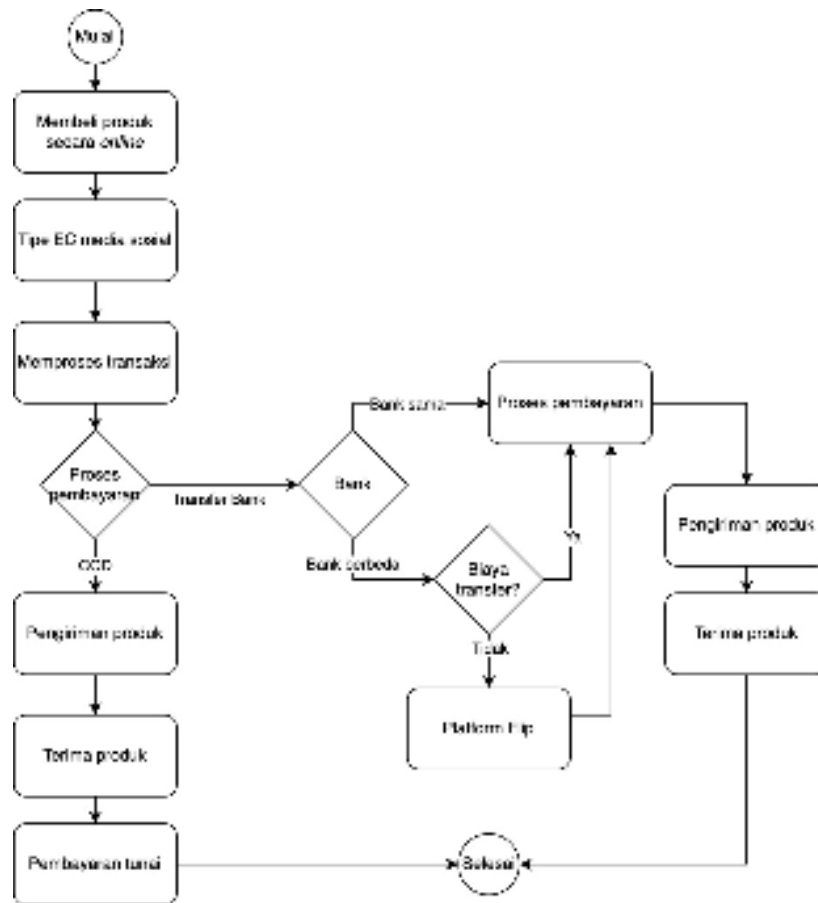 Mulai
Membeli produk
secara online
Tipe EC media sosial
Memproses transaksi
Proses
pembayaran
Transfer Bank
Bank
Bank sama
Proses pembayaran
Bank berbeda
Biaya
transfer?
Ya
Tidak
Platform Flip
Pengiriman produk
Terima produk
COD
Pengiriman produk
Terima produk
Pembayaran tunai
Selesai